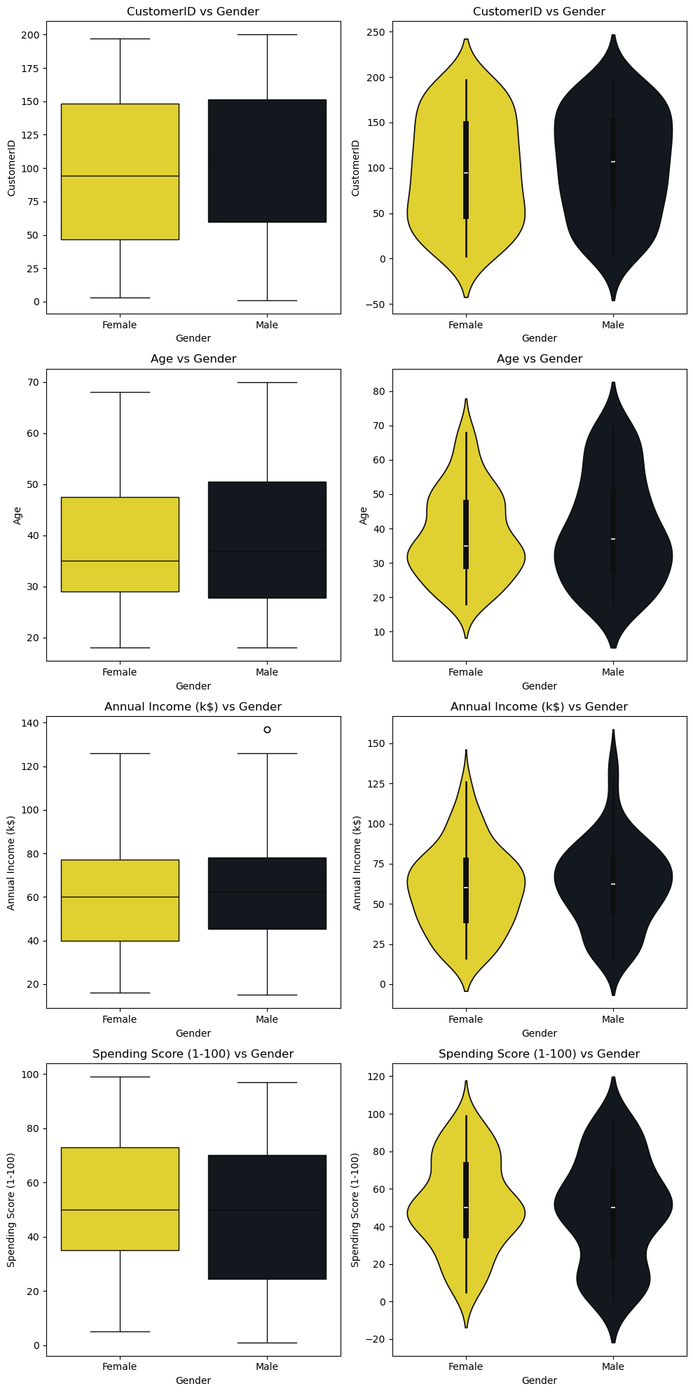 CustomerID vs Gender
CustomerID
200
175
150
125
100
75
50
25
0
Female
Male
Gender
CustomerID vs Gender
CustomerID
250
200
150
100
50
0
−50
Female
Male
Gender
Age vs Gender
Age
70
60
50
40
30
20
Female
Male
Gender
Age vs Gender
Age
80
70
60
50
40
30
20
10
Female
Male
Gender
Annual Income (k$) vs Gender
Annual Income (k$)
140
120
100
80
60
40
20
Female
Male
Gender
Annual Income (k$) vs Gender
Annual Income (k$)
150
125
100
75
50
25
0
Female
Male
Gender
Spending Score (1-100) vs Gender
Spending Score (1-100)
100
80
60
40
20
0
Female
Male
Gender
Spending Score (1-100) vs Gender
Spending Score (1-100)
120
100
80
60
40
20
0
−20
Female
Male
Gender